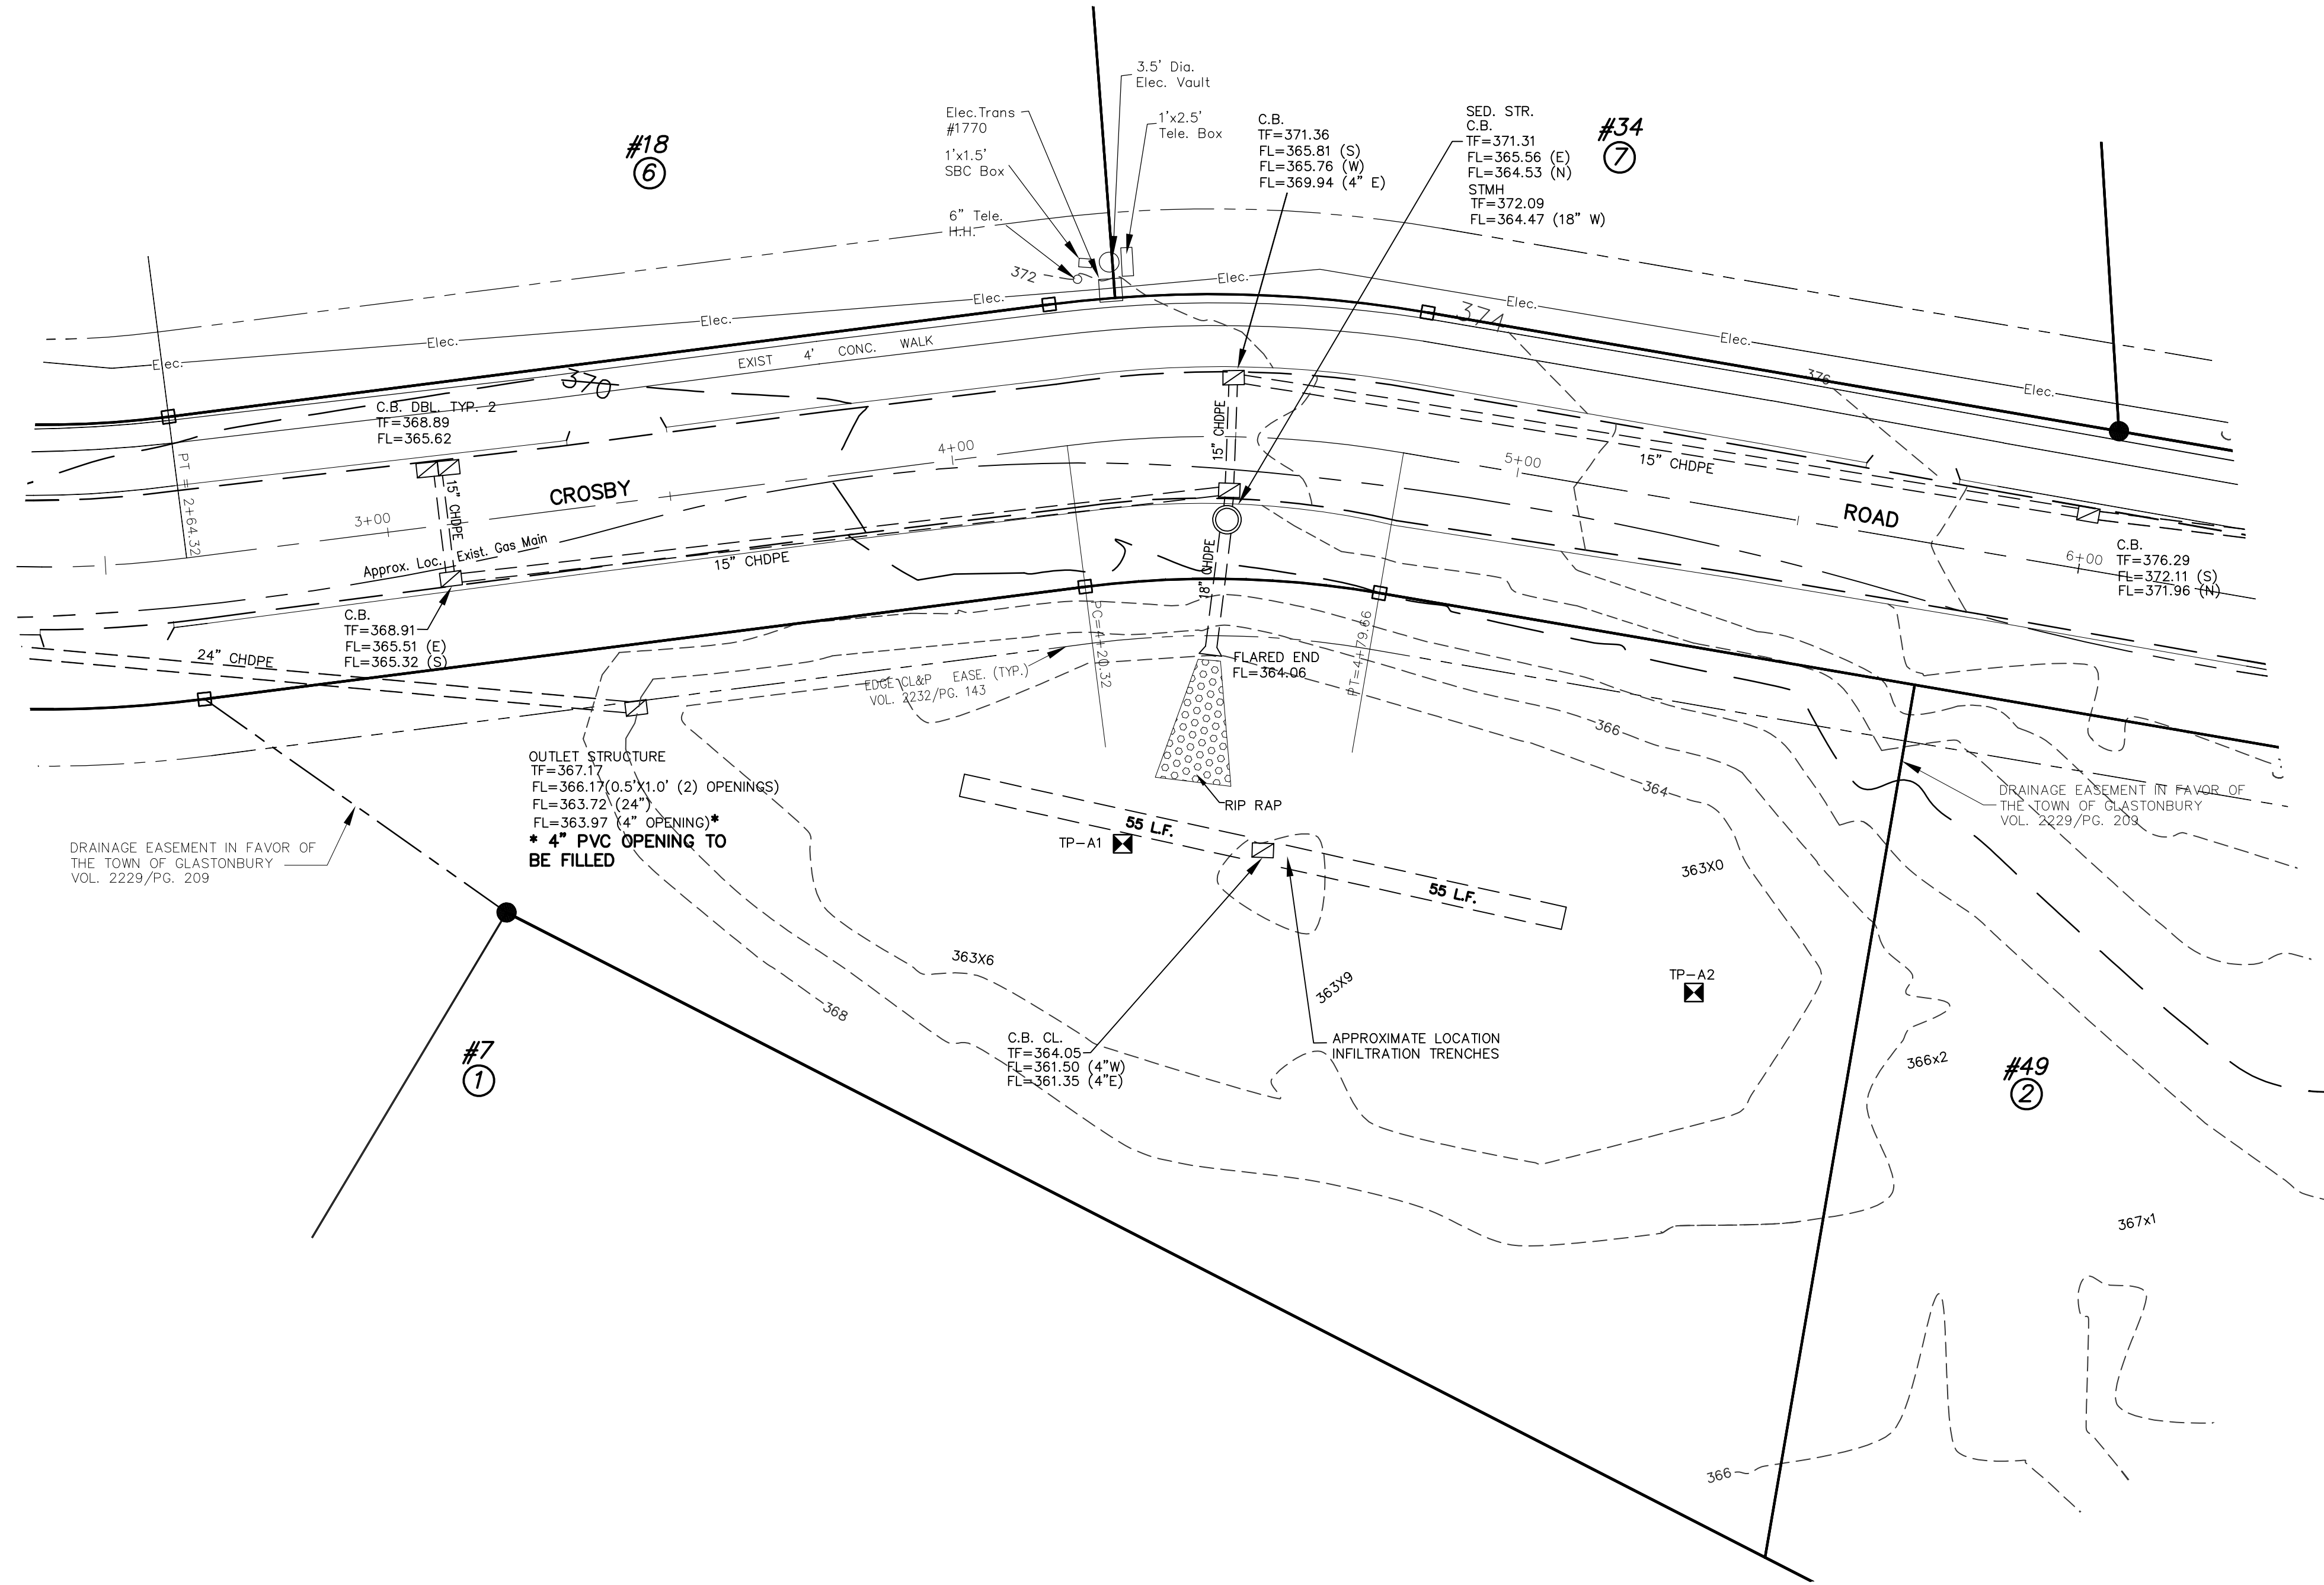 3.5' Dia.
Elec. Vault
Elec.Trans
#1770
1'x2.5'
Tele. Box
1'x1.5'
SBC Box
6" Tele.
H.H.
C.B.
TF=371.36
FL=365.81 (S)
FL=365.76 (W)
FL=369.94 (4" E)
SED. STR.
C.B.
TF=371.31
FL=365.56 (E)
FL=364.53 (N)
STMH
TF=372.09
FL=364.47 (18" W)
#18
6
#34
7
372
Elec.
Elec.
Elec.
Elec.
Elec.
Elec.
Elec.
Elec.
374
376
EXIST 4' CONC. WALK
370
C.B. DBL. TYP. 2
TF=368.89
FL=365.62
PT = 2+64.32
15" CHDPE
3+00
CROSBY
4+00
15" CHDPE
5+00
15" CHDPE
ROAD
6+00
C.B.
TF=376.29
FL=372.11 (S)
FL=371.96 (N)
Approx. Loc. Exist. Gas Main
15" CHDPE
18" CHDPE
C.B.
TF=368.91
FL=365.51 (E)
FL=365.32 (S)
24" CHDPE
PC=4+20.32
PT=4+79.66
FLARED END
FL=364.06
EDGE CL&P EASE. (TYP.)
VOL. 2232/PG. 143
366
364
OUTLET STRUCTURE
TF=367.17
FL=366.17(0.5'X1.0' (2) OPENINGS)
FL=363.72 (24")
FL=363.97 (4" OPENING)*
* 4" PVC OPENING TO
BE FILLED
RIP RAP
DRAINAGE EASEMENT IN FAVOR OF
THE TOWN OF GLASTONBURY
VOL. 2229/PG. 209
DRAINAGE EASEMENT IN FAVOR OF
THE TOWN OF GLASTONBURY
VOL. 2229/PG. 209
55 L.F.
TP-A1
55 L.F.
363X0
363X6
363X9
TP-A2
368
C.B. CL.
TF=364.05
FL=361.50 (4"W)
FL=361.35 (4"E)
APPROXIMATE LOCATION
INFILTRATION TRENCHES
#7
1
366x2
#49
2
367x1
366